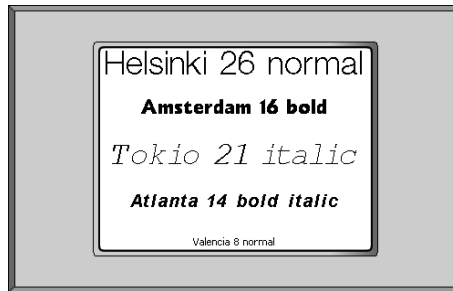 Helsinki 26 normal
Amsterdam 16 bold
Tokio 21 italic
Atlanta 14 bold italic
Valencia 8 normal